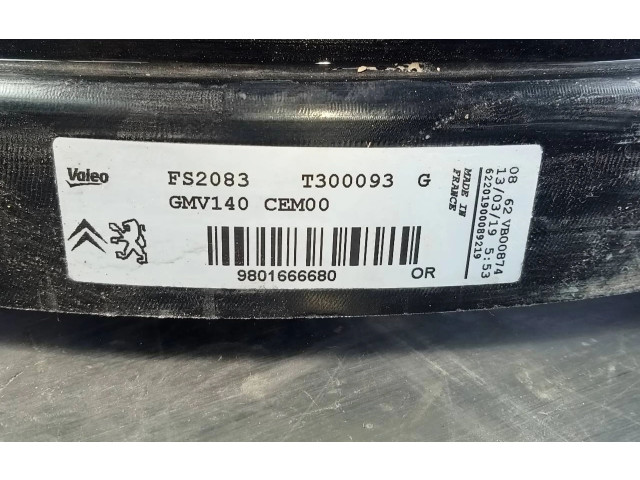 Valeo
FS2083 T300093 G
GMV140 CEM00
9801666680
OR
MADE IN
FRANCE
08 62 VB00874
13/03/19 5:53
62201900089219